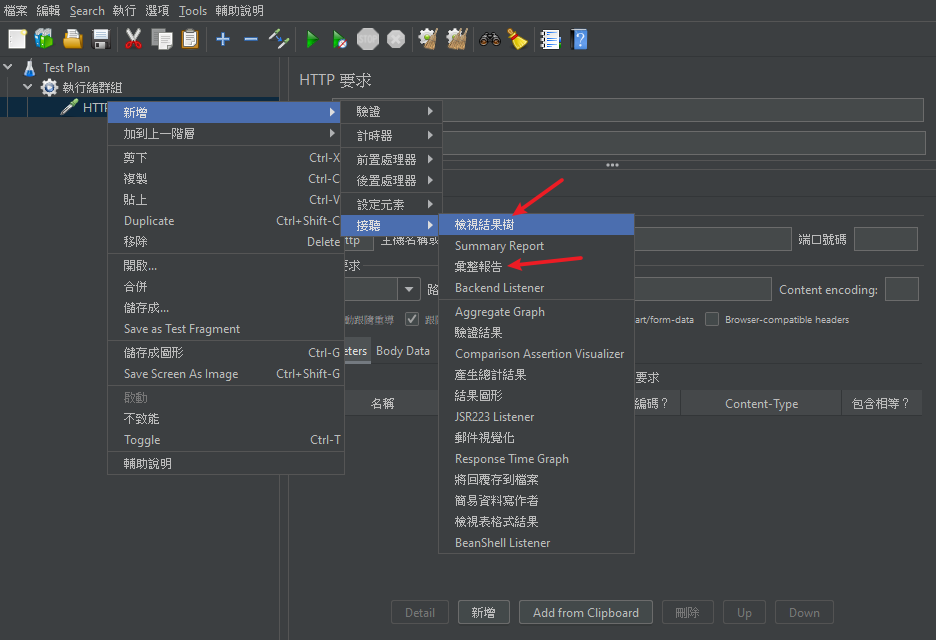 檔案 編輯 Search 執行 選項 Tools 輔助說明
Test Plan
執行緒群組
HTTP 要求
新增
加到上一階層
剪下 Ctrl-X
複製 Ctrl-C
貼上 Ctrl-V
Duplicate Ctrl+Shift-C
移除 Delete
開啟...
合併
儲存成...
Save as Test Fragment
儲存成圖形 Ctrl-G
Save Screen As Image Ctrl+Shift-G
啟動
不致能
Toggle Ctrl-T
輔助說明
驗證
計時器
前置處理器
後置處理器
設定元素
接聽
檢視結果樹
Summary Report
彙整報告
Backend Listener
Aggregate Graph
驗證結果
Comparison Assertion Visualizer
產生總計結果
結果圖形
JSR223 Listener
郵件視覺化
Response Time Graph
將回覆存到檔案
簡易資料寫作者
檢視表格式結果
BeanShell Listener
主機名稱或
端口號碼
要求
路
Content encoding:
動跟隨重導
跟
art/form-data
Browser-compatible headers
eters Body Data
要求
名稱
編碼？
Content-Type
包含相等？
Detail 新增 Add from Clipboard 刪除 Up Down